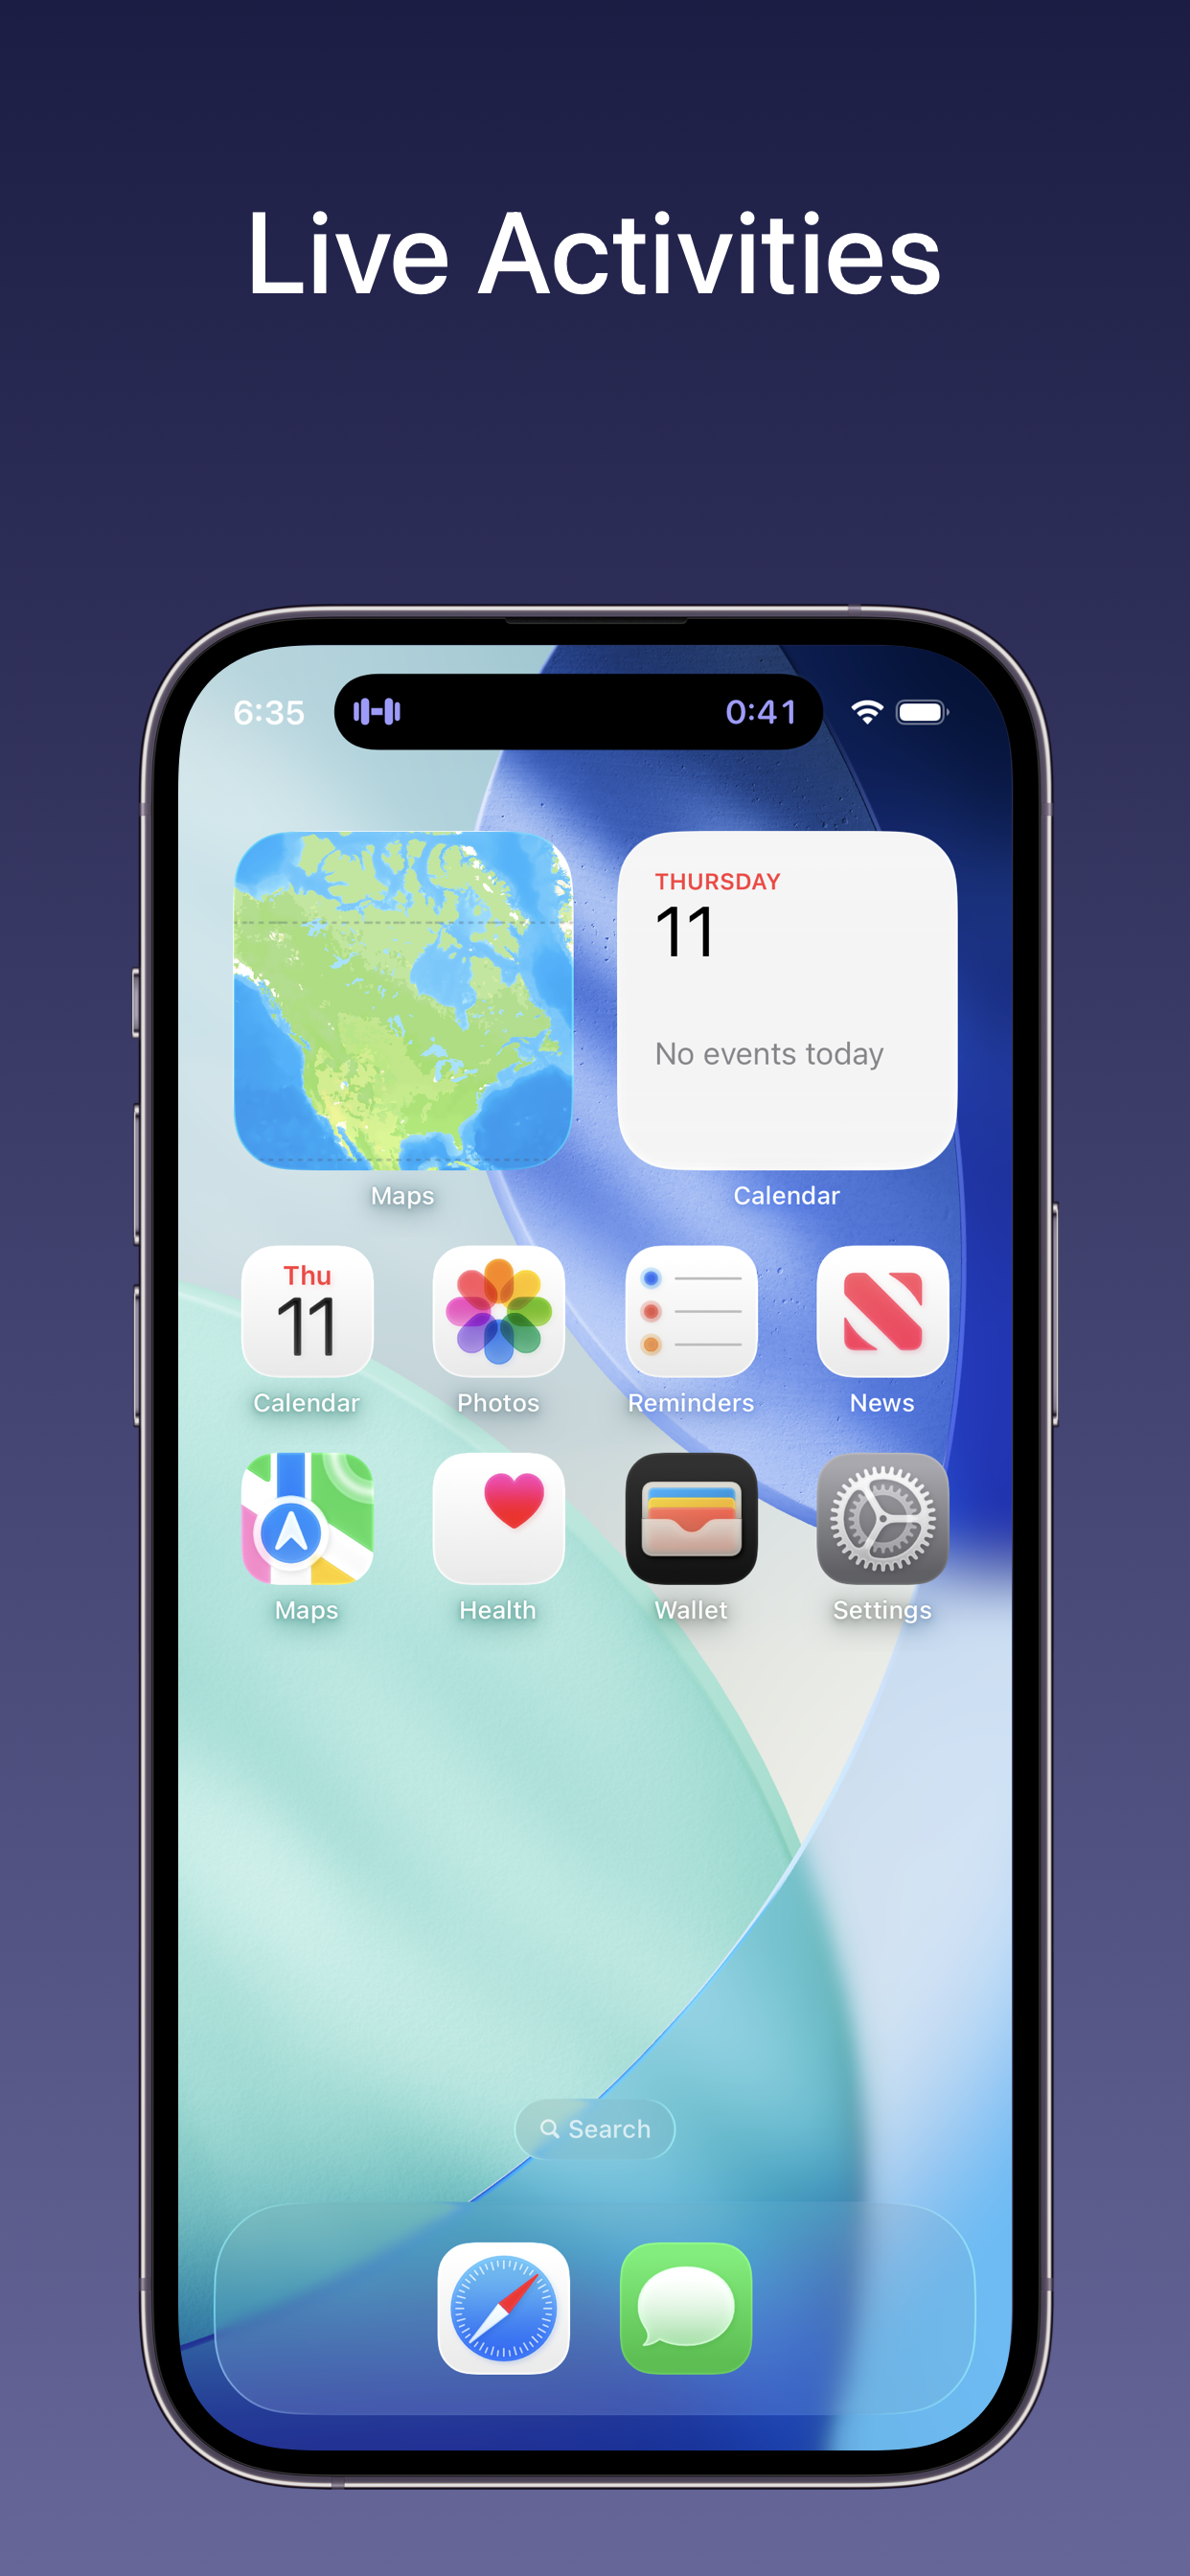 Live Activities
6:35
0:41
THURSDAY
11
No events today
Maps
Calendar
Thu
11
Calendar
Photos
Reminders
News
Maps
Health
Wallet
Settings
Search